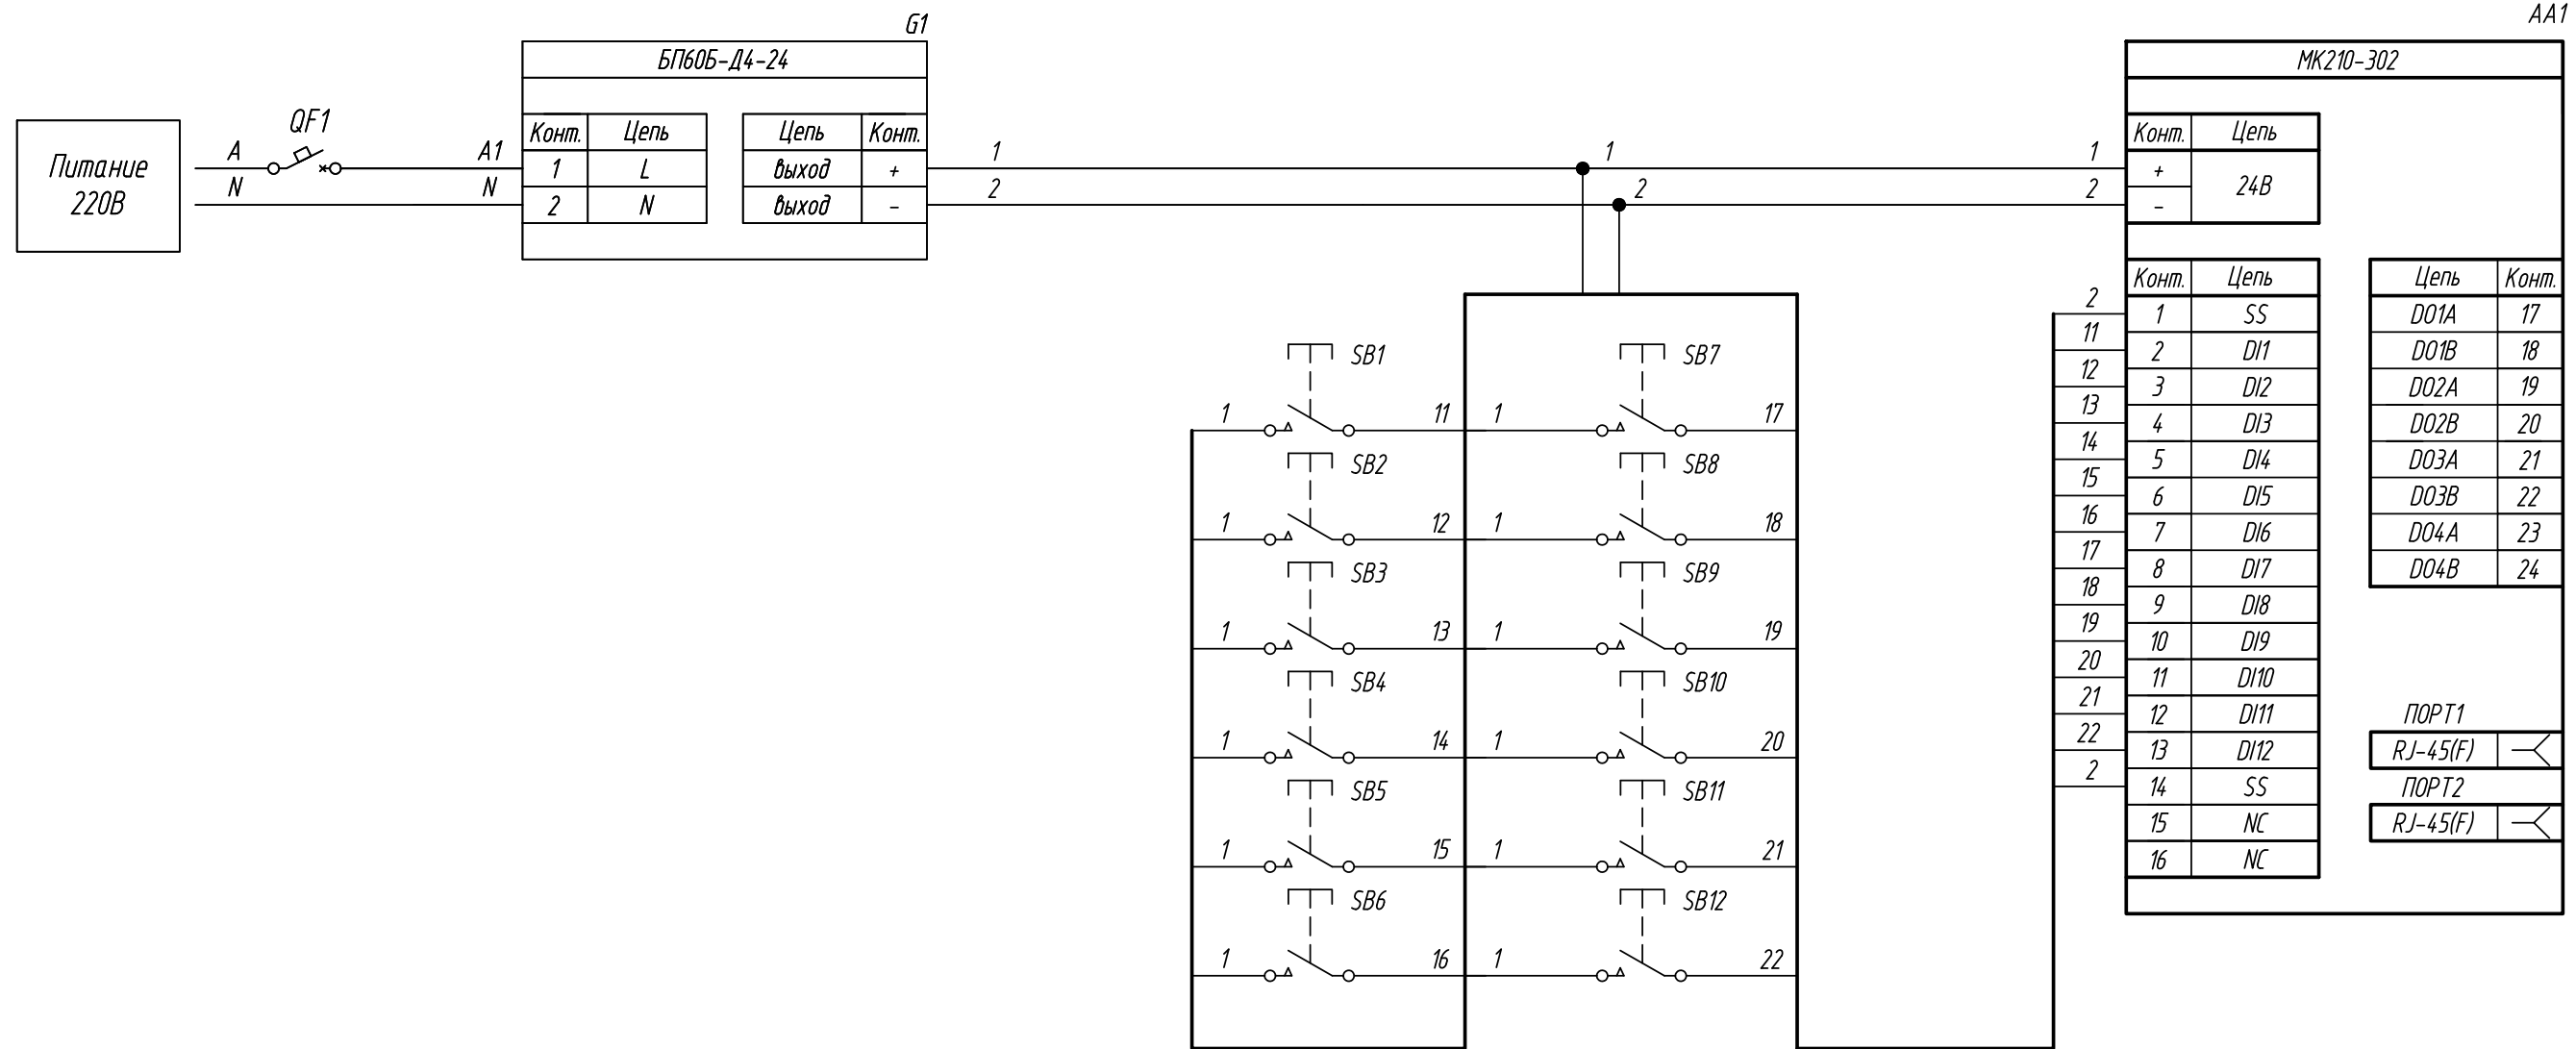 G1
AA1
БП60Б-Д4-24
МК210-302
Питание
220В
QF1
A
N
A1
N
Конт. Цепь
1 L
2 N
Цепь Конт.
выход +
выход -
1 1 1
2 2 2
Конт. Цепь
+ 24В
-
Конт. Цепь
2 1 SS
11 2 DI1
12 3 DI2
13 4 DI3
14 5 DI4
15 6 DI5
16 7 DI6
17 8 DI7
18 9 DI8
19 10 DI9
20 11 DI10
21 12 DI11
22 13 DI12
2 14 SS
15 NC
16 NC
Цепь Конт.
DO1A 17
DO1B 18
DO2A 19
DO2B 20
DO3A 21
DO3B 22
DO4A 23
DO4B 24
ПОРТ1
RJ-45(F)
ПОРТ2
RJ-45(F)
SB1 SB7
1 11 1 17
SB2 SB8
1 12 1 18
SB3 SB9
1 13 1 19
SB4 SB10
1 14 1 20
SB5 SB11
1 15 1 21
SB6 SB12
1 16 1 22